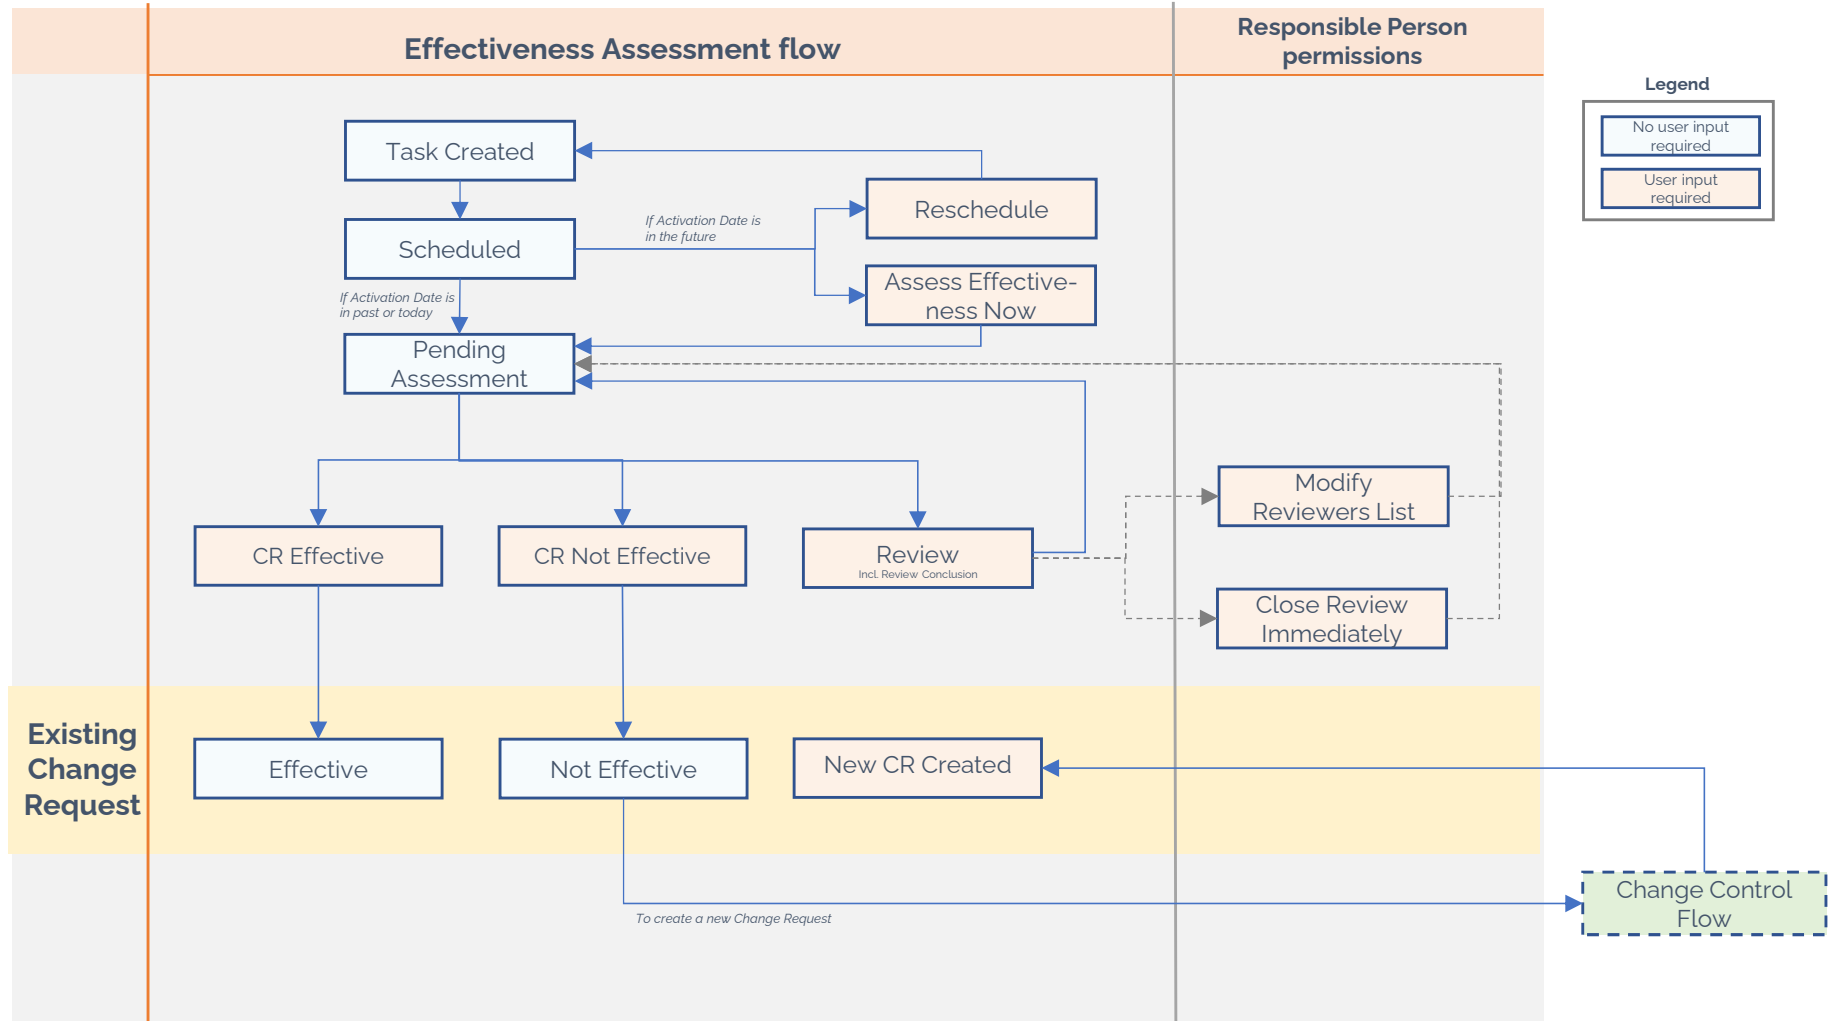 Effectiveness Assessment flow
Responsible Person
permissions
Legend
No user input
required
User input
required
Task Created
Reschedule
Scheduled
If Activation Date is
in the future
Assess Effective-
ness Now
If Activation Date is
in past or today
Pending
Assessment
Modify
Reviewers List
CR Effective
CR Not Effective
Review
Incl. Review Conclusion
Close Review
Immediately
Existing
Change
Request
Effective
Not Effective
New CR Created
Change Control
Flow
To create a new Change Request